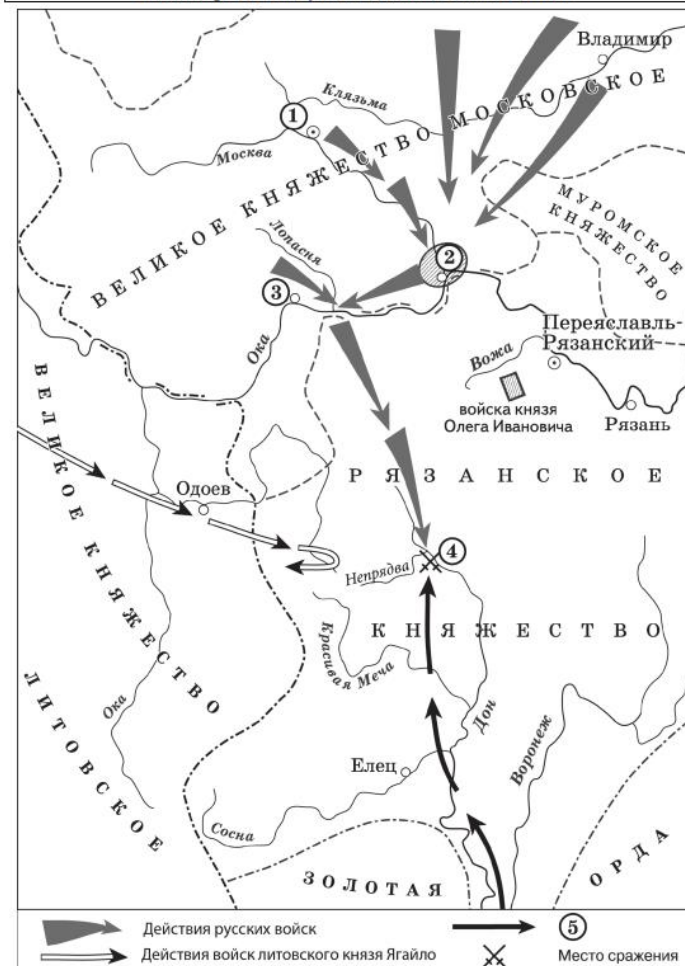 Владимир
Клязьма
①
Москва
ВЕЛИКОЕ КНЯЖЕСТВО МОСКОВСКОЕ
МУРОМСКОЕ
КНЯЖЕСТВО
Лопасня
②
③
Ока
Переяславль-
Рязанский
Вожа
войска князя
Олега Ивановича
Рязань
ВЕЛИКОЕ КНЯЖЕСТВО
ЛИТОВСКОЕ
Одоев
РЯЗАНСКОЕ
④
Непрядва
КНЯЖЕСТВО
Красивая
Меча
Ока
Дон
Воронеж
Елец
Сосна
ЗОЛОТАЯ
ОРДА
Действия русских войск
⑤
Действия войск литовского князя Ягайло
Место сражения